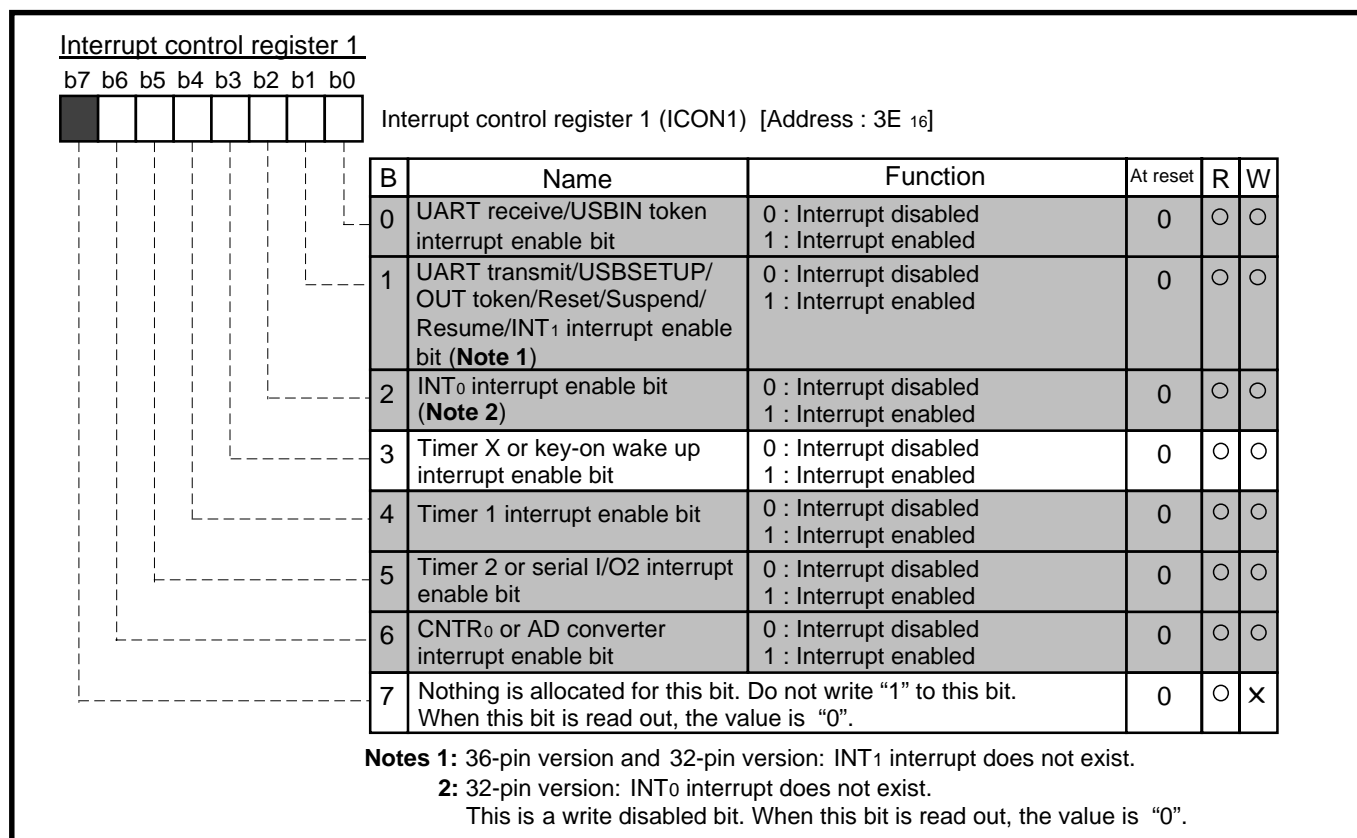 Interrupt control register 1
b7 b6 b5 b4 b3 b2 b1 b0
Interrupt control register 1 (ICON1) [Address : 3E 16]
B Name Function At reset R W
0 UART receive/USBIN token 0 : Interrupt disabled 0 ○ ○
interrupt enable bit 1 : Interrupt enabled
1 UART transmit/USBSETUP/ 0 : Interrupt disabled 0 ○ ○
OUT token/Reset/Suspend/ 1 : Interrupt enabled
Resume/INT1 interrupt enable
bit (Note 1)
2 INT0 interrupt enable bit 0 : Interrupt disabled 0 ○ ○
(Note 2) 1 : Interrupt enabled
3 Timer X or key-on wake up 0 : Interrupt disabled 0 ○ ○
interrupt enable bit 1 : Interrupt enabled
4 Timer 1 interrupt enable bit 0 : Interrupt disabled 0 ○ ○
1 : Interrupt enabled
5 Timer 2 or serial I/O2 interrupt 0 : Interrupt disabled 0 ○ ○
enable bit 1 : Interrupt enabled
6 CNTR0 or AD converter 0 : Interrupt disabled 0 ○ ○
interrupt enable bit 1 : Interrupt enabled
7 Nothing is allocated for this bit. Do not write “1” to this bit. 0 ○ ×
When this bit is read out, the value is “0”.
Notes 1: 36-pin version and 32-pin version: INT1 interrupt does not exist.
2: 32-pin version: INT0 interrupt does not exist.
This is a write disabled bit. When this bit is read out, the value is “0”.